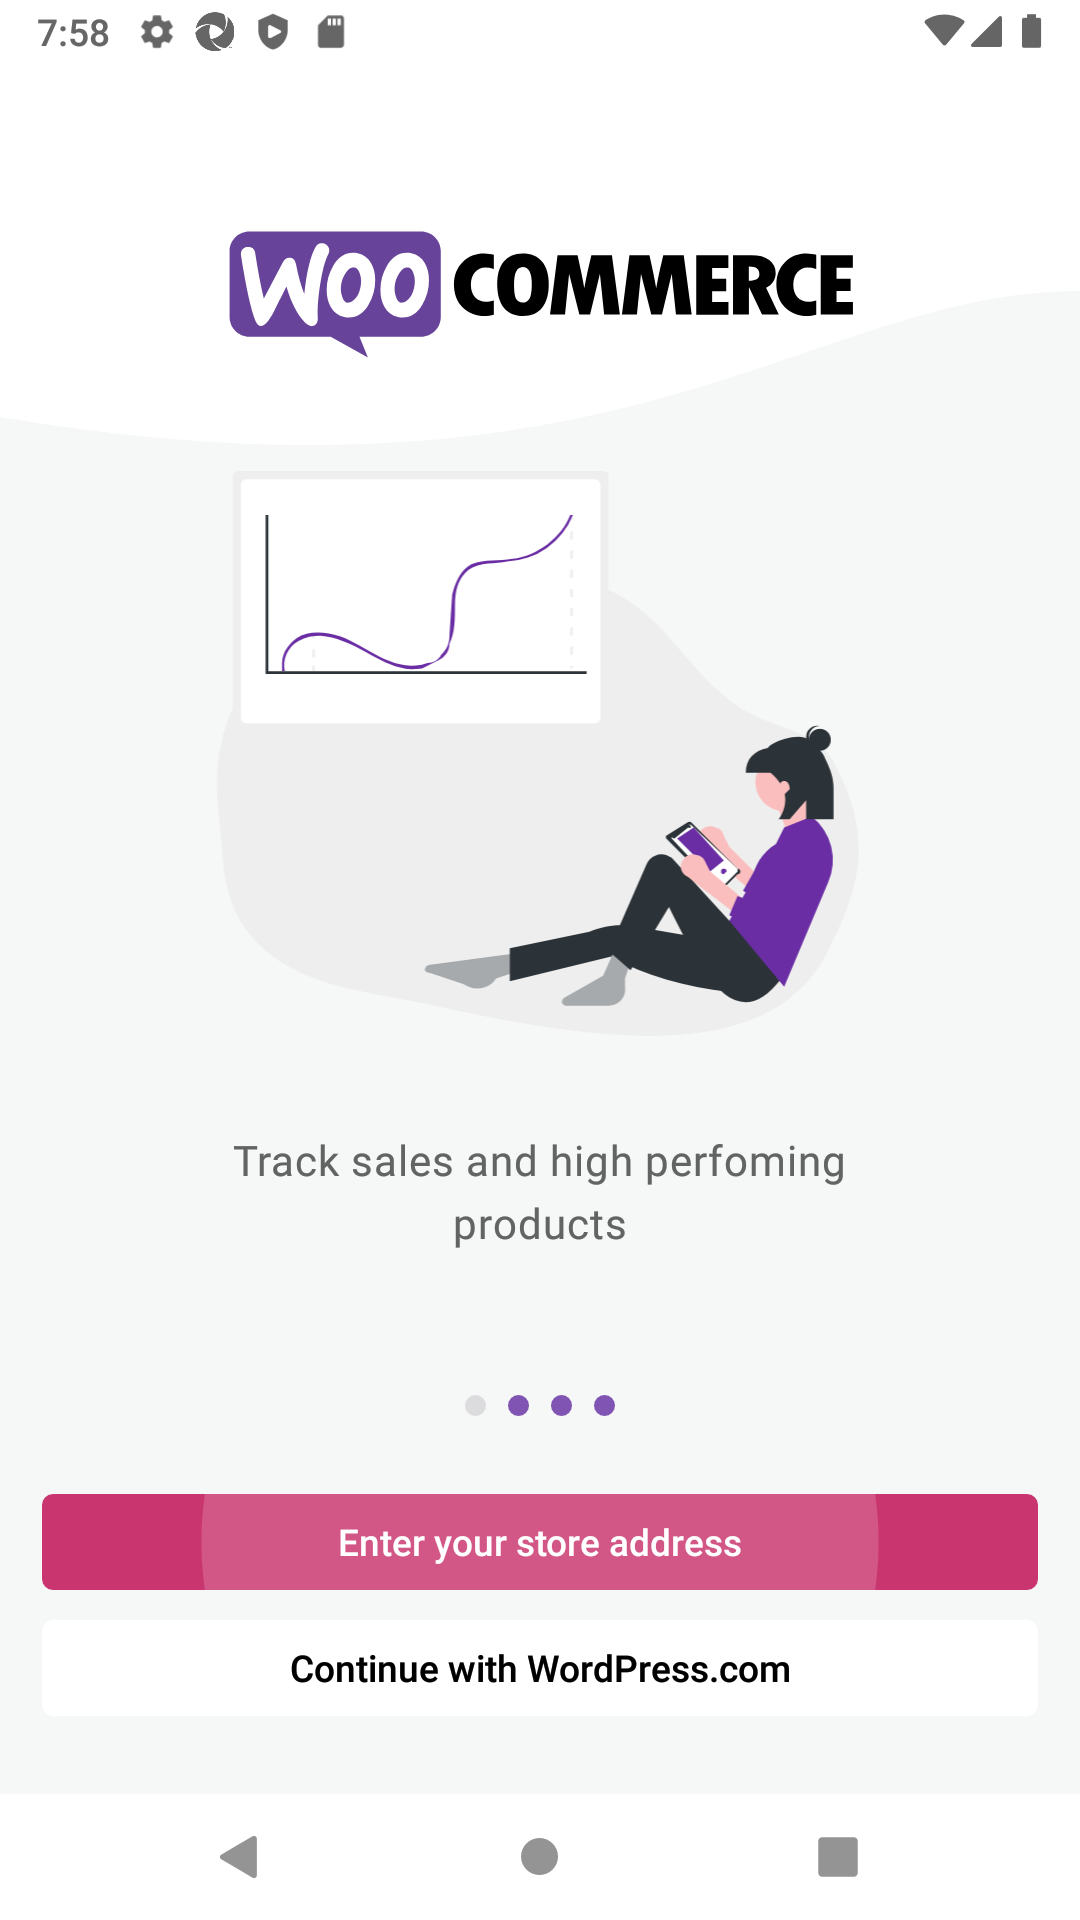 7:58
WOO COMMERCE
Track sales and high perfoming
products
Enter your store address
Continue with WordPress.com